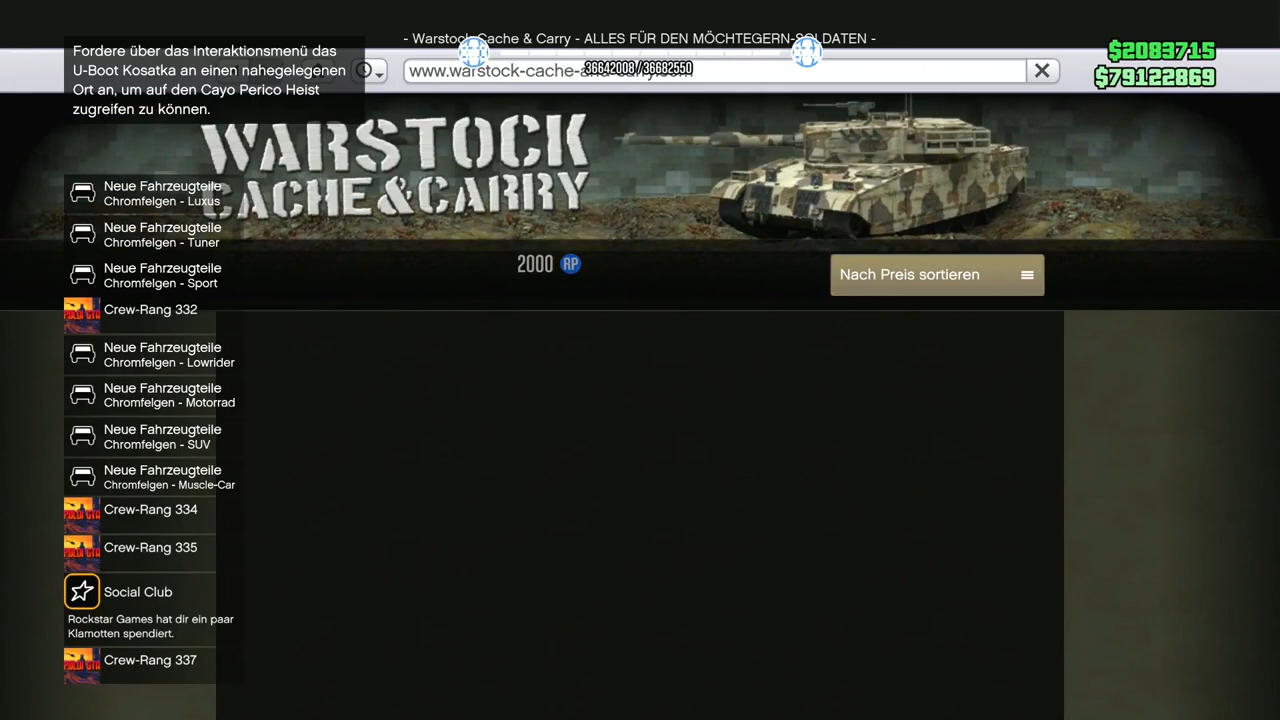 - Warstock Cache & Carry - ALLES FÜR DEN MÖCHTEGERN-SOLDATEN -
Fordere über das Interaktionsmenü das
U-Boot Kosatka an einen nahegelegenen
Ort an, um auf den Cayo Perico Heist
zugreifen zu können.
www.warstock-cache-a
36642008/36682550
$2083715
$79122869
WARSTOCK
CACHE&CARRY
2000 RP
Nach Preis sortieren
Neue Fahrzeugteile
Chromfelgen - Luxus
Neue Fahrzeugteile
Chromfelgen - Tuner
Neue Fahrzeugteile
Chromfelgen - Sport
Crew-Rang 332
Neue Fahrzeugteile
Chromfelgen - Lowrider
Neue Fahrzeugteile
Chromfelgen - Motorrad
Neue Fahrzeugteile
Chromfelgen - SUV
Neue Fahrzeugteile
Chromfelgen - Muscle-Car
Crew-Rang 334
Crew-Rang 335
Social Club
Rockstar Games hat dir ein paar
Klamotten spendiert.
Crew-Rang 337